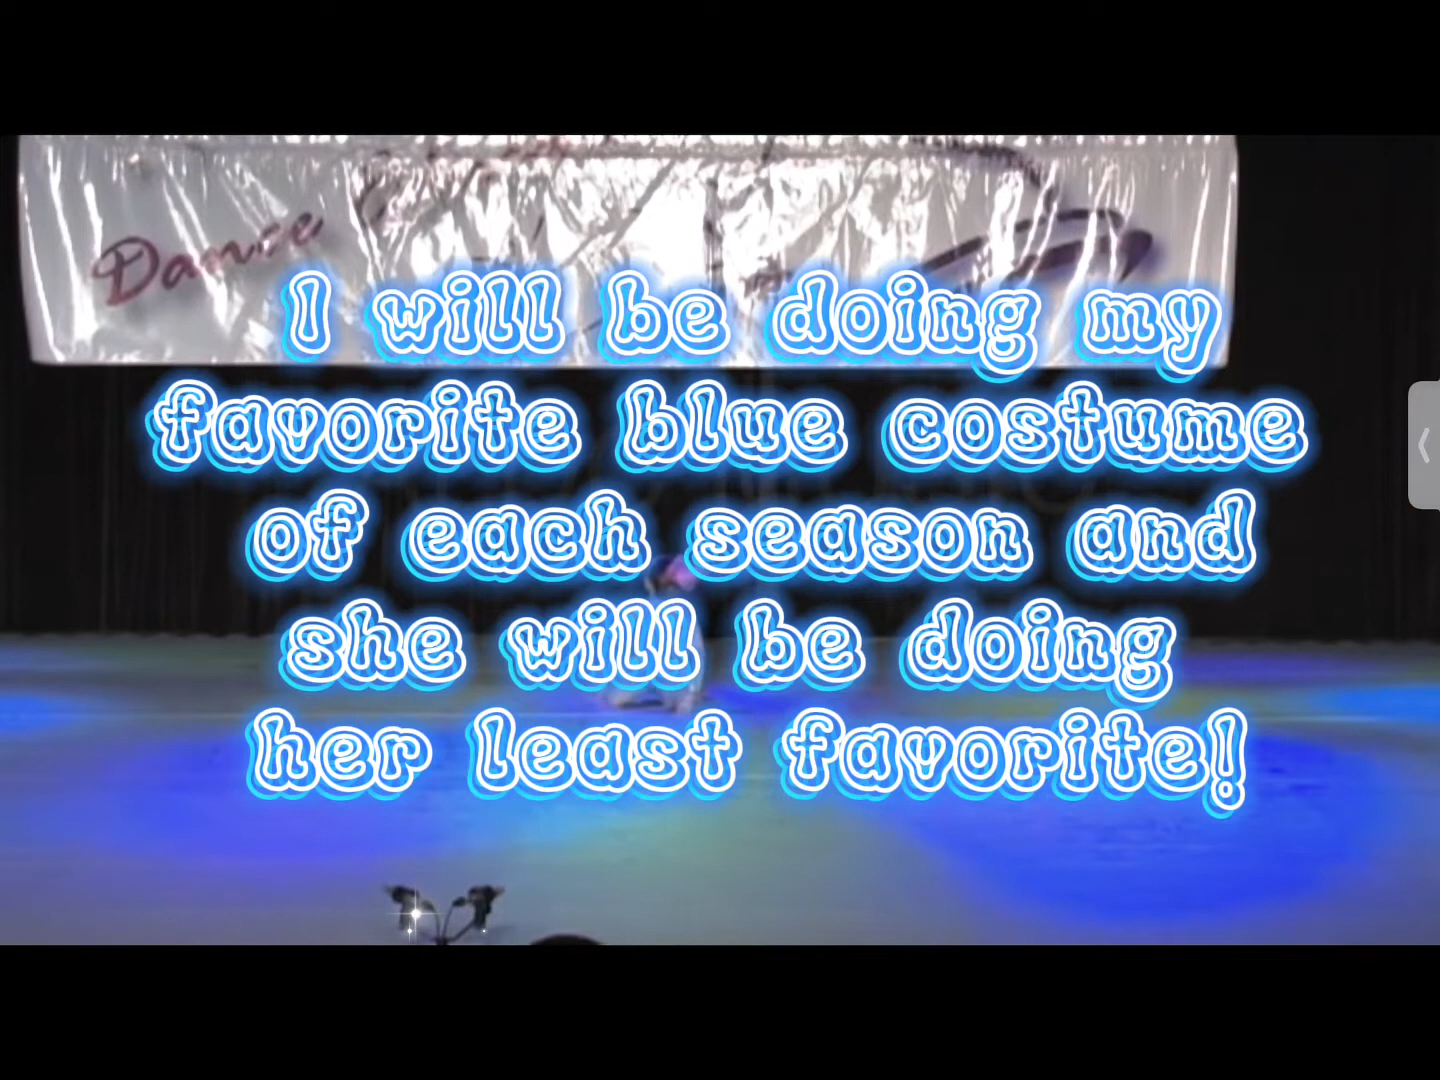 Dance
I will be doing my
favorite blue costume
of each season and
she will be doing
her least favorite!